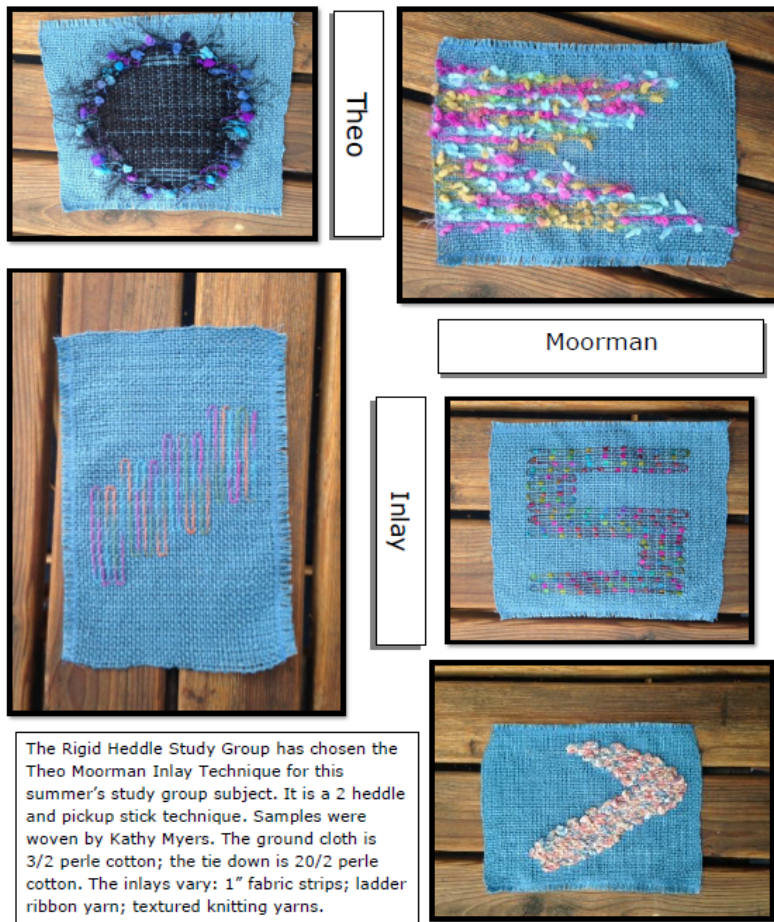 Theo
Moorman
Inlay
The Rigid Heddle Study Group has chosen the
Theo Moorman Inlay Technique for this
summer's study group subject. It is a 2 heddle
and pickup stick technique. Samples were
woven by Kathy Myers. The ground cloth is
3/2 perle cotton; the tie down is 20/2 perle
cotton. The inlays vary: 1" fabric strips; ladder
ribbon yarn; textured knitting yarns.